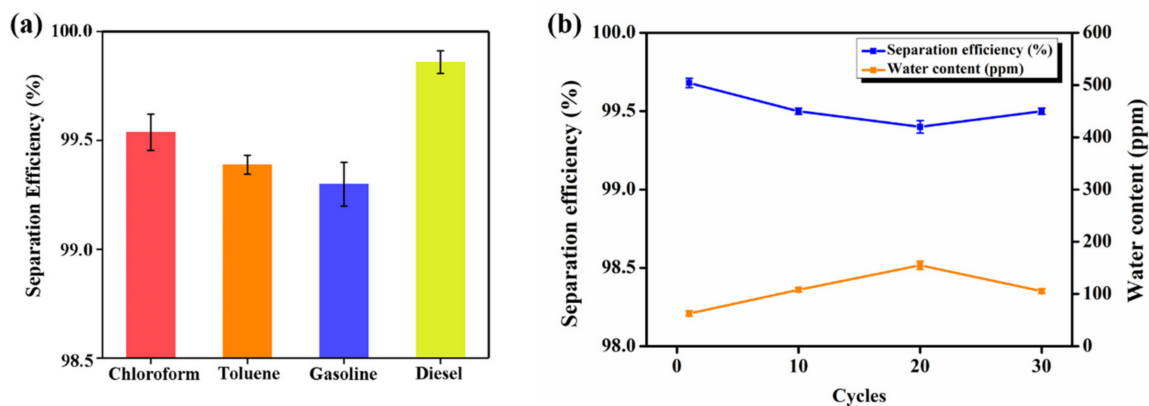 (a)
Separation Efficiency (%)
100.0
99.5
99.0
98.5
Chloroform Toluene Gasoline Diesel
(b)
Separation efficiency (%)
100.0
99.5
99.0
98.5
98.0
Separation efficiency (%)
Water content (ppm)
600
500
400
300
200
100
0
Water content (ppm)
0 10 20 30
Cycles